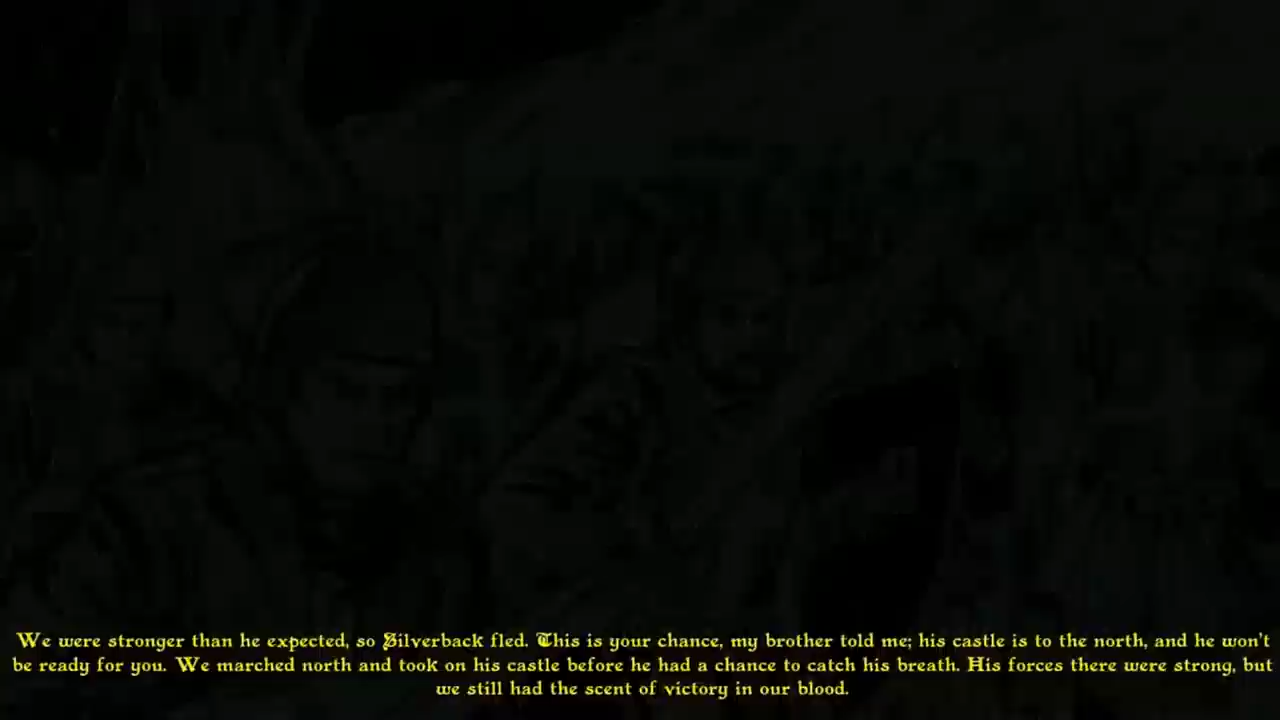 We were stronger than he expected, so Silverback fled. This is your chance, my brother told me; his castle is to the north, and he won't
be ready for you. We marched north and took on his castle before he had a chance to catch his breath. His forces there were strong, but
we still had the scent of victory in our blood.